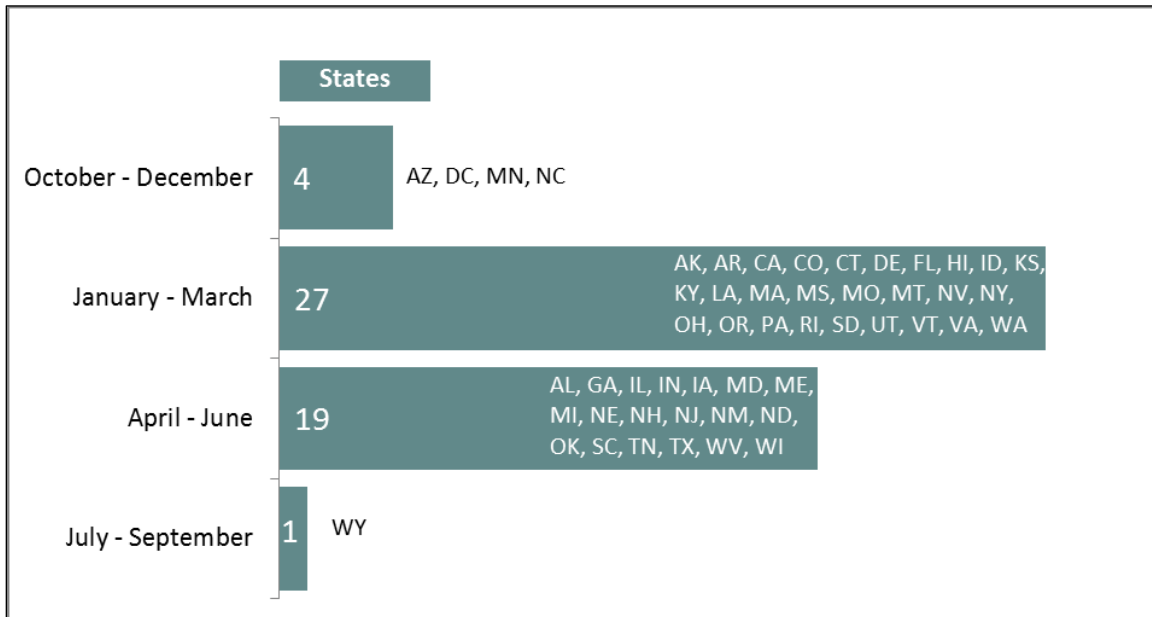 States
October - December
4
AZ, DC, MN, NC
January - March
27
AK, AR, CA, CO, CT, DE, FL, HI, ID, KS,
KY, LA, MA, MS, MO, MT, NV, NY,
OH, OR, PA, RI, SD, UT, VT, VA, WA
April - June
19
AL, GA, IL, IN, IA, MD, ME,
MI, NE, NH, NJ, NM, ND,
OK, SC, TN, TX, WV, WI
July - September
1
WY